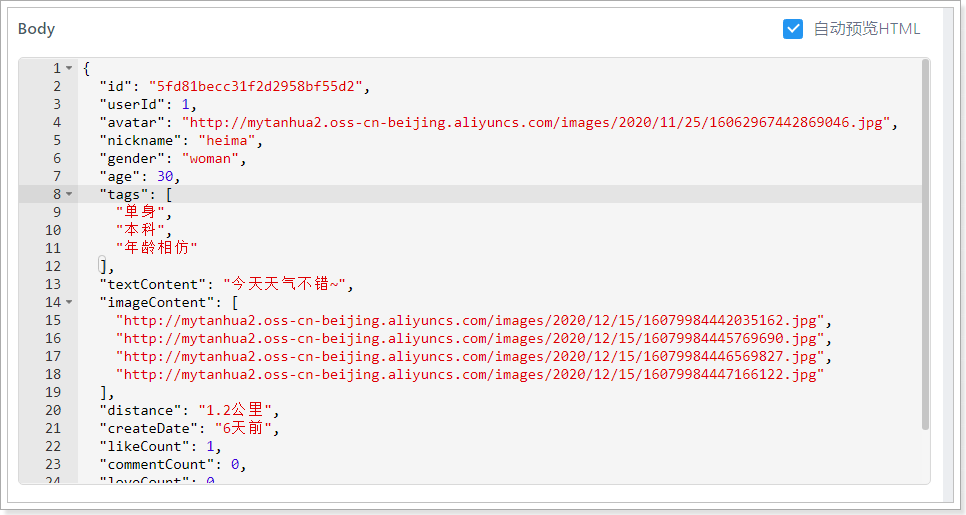 Body
自动预览HTML
1 {
2 "id": "5fd81becc31f2d2958bf55d2",
3 "userId": 1,
4 "avatar": "http://mytanhua2.oss-cn-beijing.aliyuncs.com/images/2020/11/25/16062967442869046.jpg",
5 "nickname": "heima",
6 "gender": "woman",
7 "age": 30,
8 "tags": [
9 "单身",
10 "本科",
11 "年龄相仿"
12 ],
13 "textContent": "今天天气不错~",
14 "imageContent": [
15 "http://mytanhua2.oss-cn-beijing.aliyuncs.com/images/2020/12/15/16079984442035162.jpg",
16 "http://mytanhua2.oss-cn-beijing.aliyuncs.com/images/2020/12/15/16079984445769690.jpg",
17 "http://mytanhua2.oss-cn-beijing.aliyuncs.com/images/2020/12/15/16079984446569827.jpg",
18 "http://mytanhua2.oss-cn-beijing.aliyuncs.com/images/2020/12/15/16079984447166122.jpg"
19 ],
20 "distance": "1.2公里",
21 "createDate": "6天前",
22 "likeCount": 1,
23 "commentCount": 0,
24 "loveCount": 0